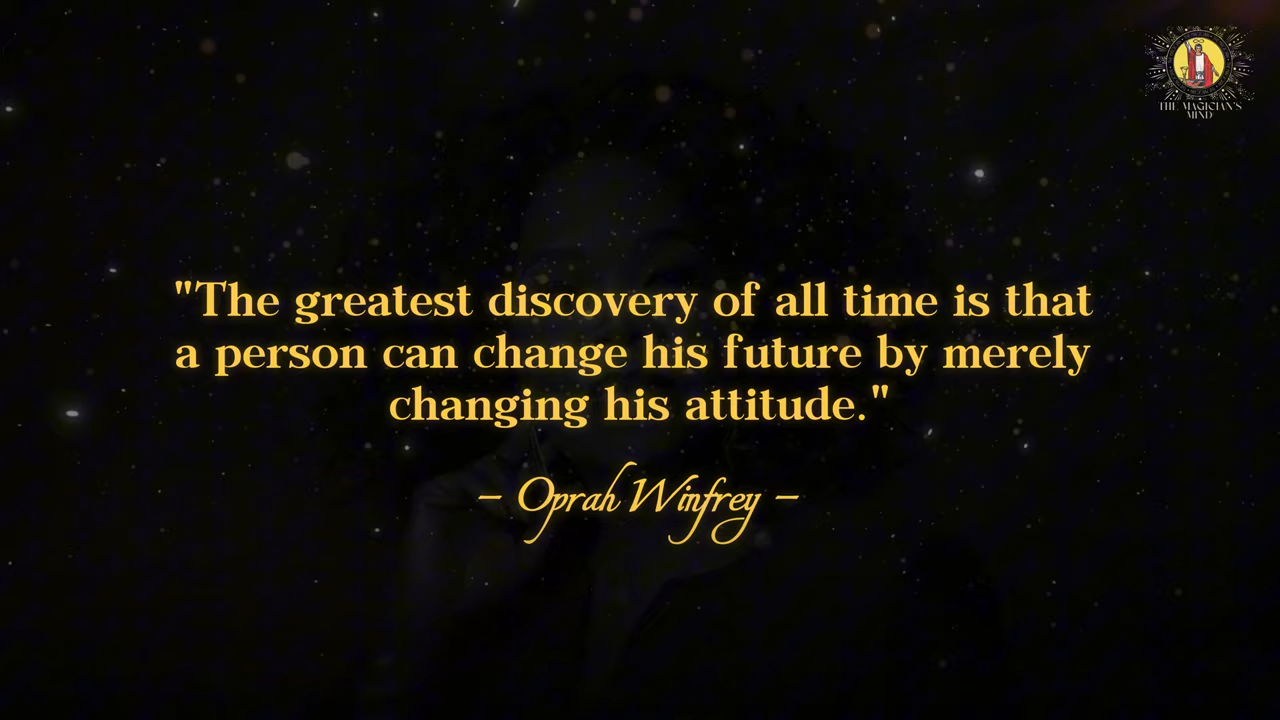 THE MAGICIAN'S
MIND
"The greatest discovery of all time is that
a person can change his future by merely
changing his attitude."
– Oprah Winfrey –